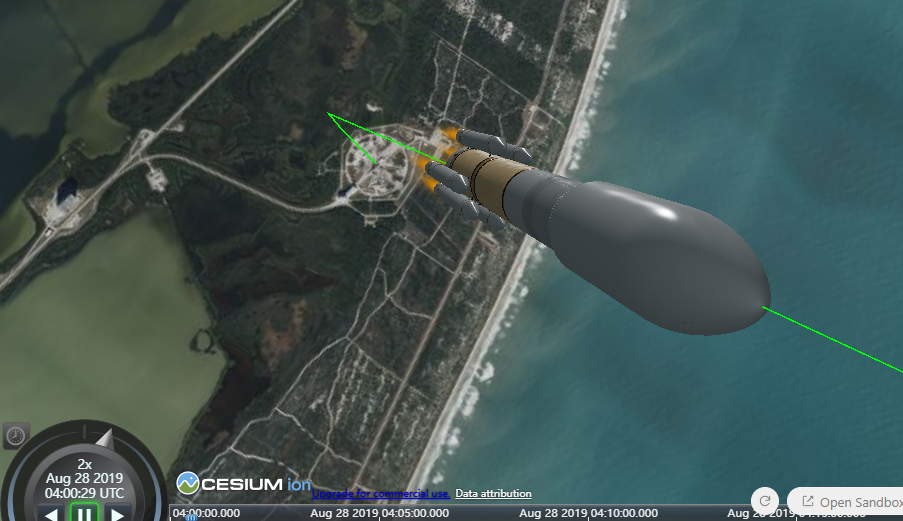 2x
Aug 28 2019
04:00:29 UTC
CESIUM ion
Upgrade for commercial use. Data attribution
Open Sandbox
04:00:00.000 Aug 28 2019 04:05:00.000 Aug 28 2019 04:10:00.000